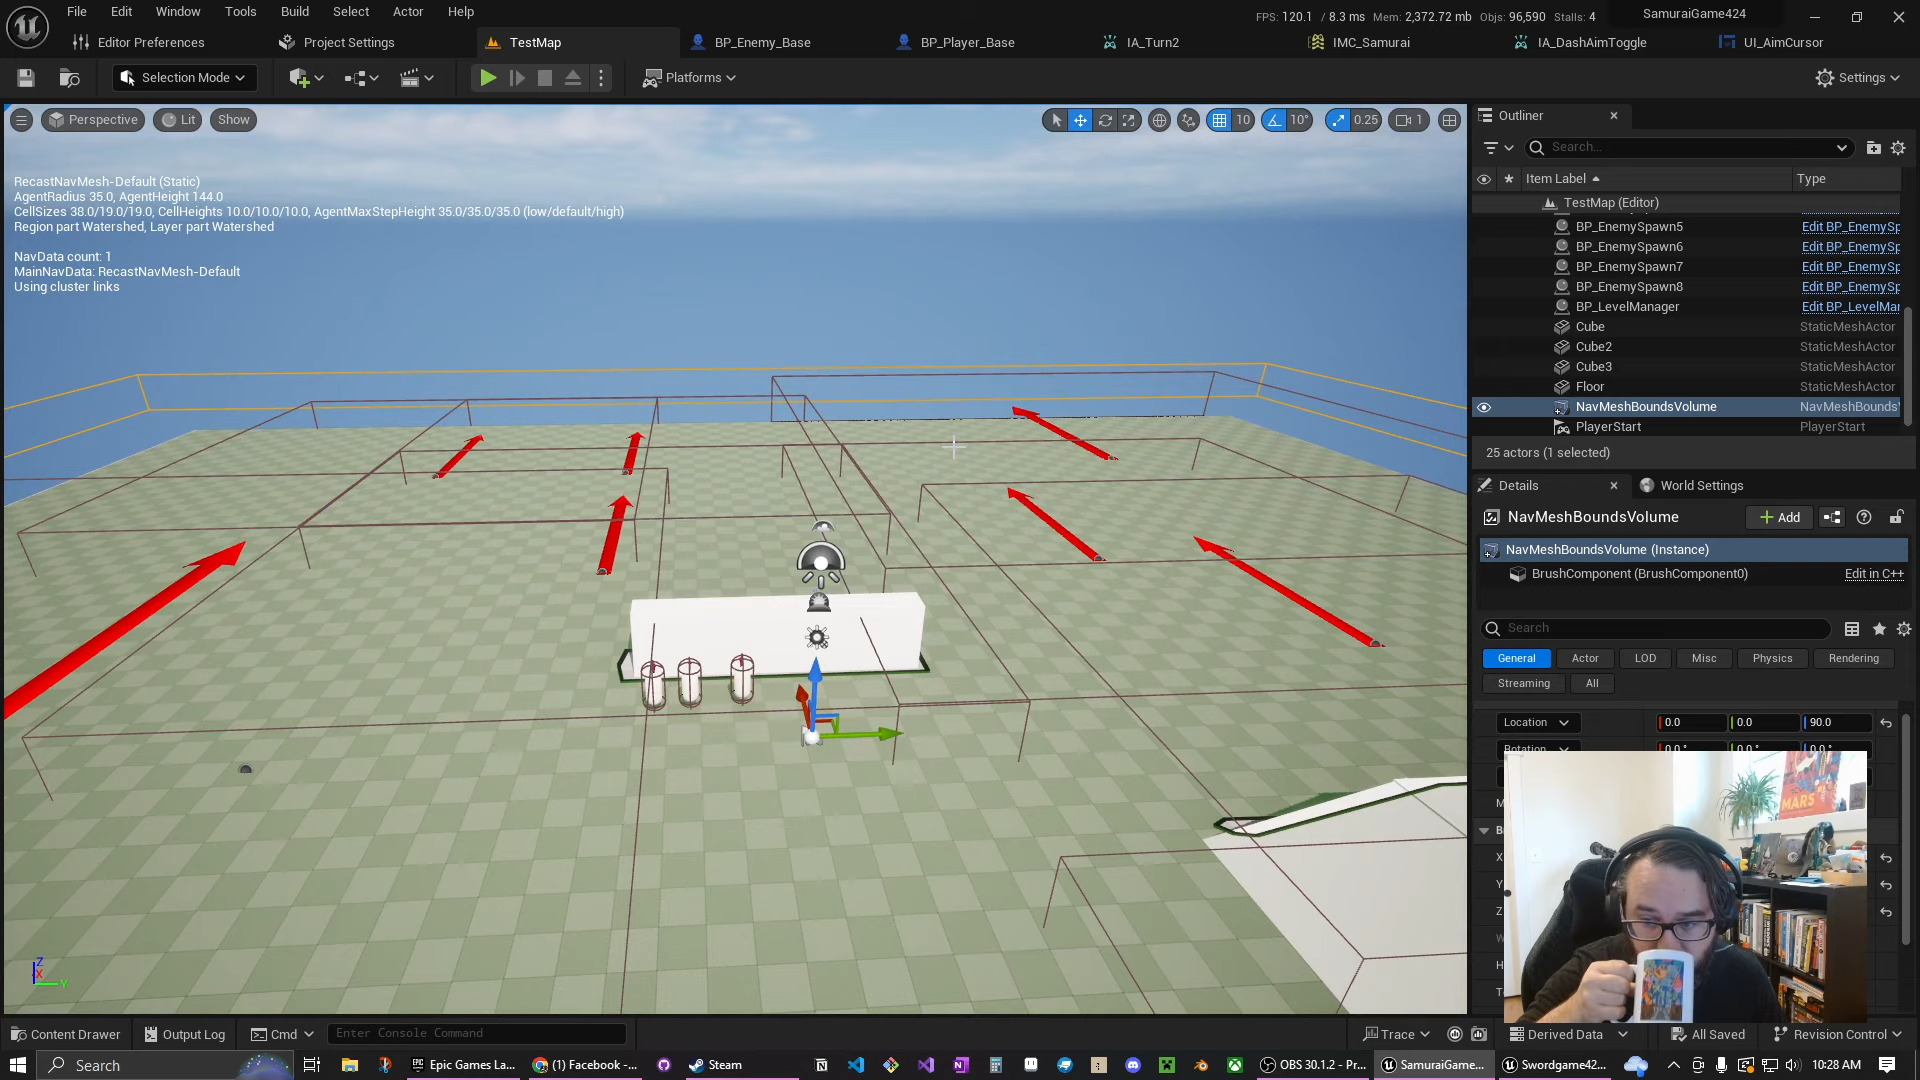 File Edit Window Tools Build Select Actor Help
FPS: 120.1 / 8.3 ms Mem: 2,372.72 mb Objs: 96,590 Stalls: 4
SamuraiGame424
Editor Preferences
Project Settings
TestMap
BP_Enemy_Base
BP_Player_Base
IA_Turn2
IMC_Samurai
IA_DashAimToggle
UI_AimCursor
Selection Mode
Platforms
Settings
Perspective
Lit
Show
10
10°
0.25
1
RecastNavMesh-Default (Static)
AgentRadius 35.0, AgentHeight 144.0
CellSizes 38.0/19.0/19.0, CellHeights 10.0/10.0/10.0, AgentMaxStepHeight 35.0/35.0/35.0 (low/default/high)
Region part Watershed, Layer part Watershed
NavData count: 1
MainNavData: RecastNavMesh-Default
Using cluster links
Outliner
Search...
Item Label Type
TestMap (Editor)
BP_EnemySpawn5 Edit BP_EnemySp
BP_EnemySpawn6 Edit BP_EnemySp
BP_EnemySpawn7 Edit BP_EnemySp
BP_EnemySpawn8 Edit BP_EnemySp
BP_LevelManager Edit BP_LevelMar
Cube StaticMeshActor
Cube2 StaticMeshActor
Cube3 StaticMeshActor
Floor StaticMeshActor
NavMeshBoundsVolume NavMeshBounds
PlayerStart PlayerStart
25 actors (1 selected)
Details
World Settings
NavMeshBoundsVolume
Add
NavMeshBoundsVolume (Instance)
BrushComponent (BrushComponent0) Edit in C++
Search
General Actor LOD Misc Physics Rendering
Streaming All
Location 0.0 0.0 90.0
Rotation 0.0° 0.0° 0.0°
MARS
X
Y
Z
Z
X
Y
Content Drawer
Output Log
Cmd
Enter Console Command
Trace
Derived Data
All Saved
Revision Control
Search
Epic Games La...
(1) Facebook -...
Steam
OBS 30.1.2 - Pr...
SamuraiGame...
Swordgame42...
10:28 AM